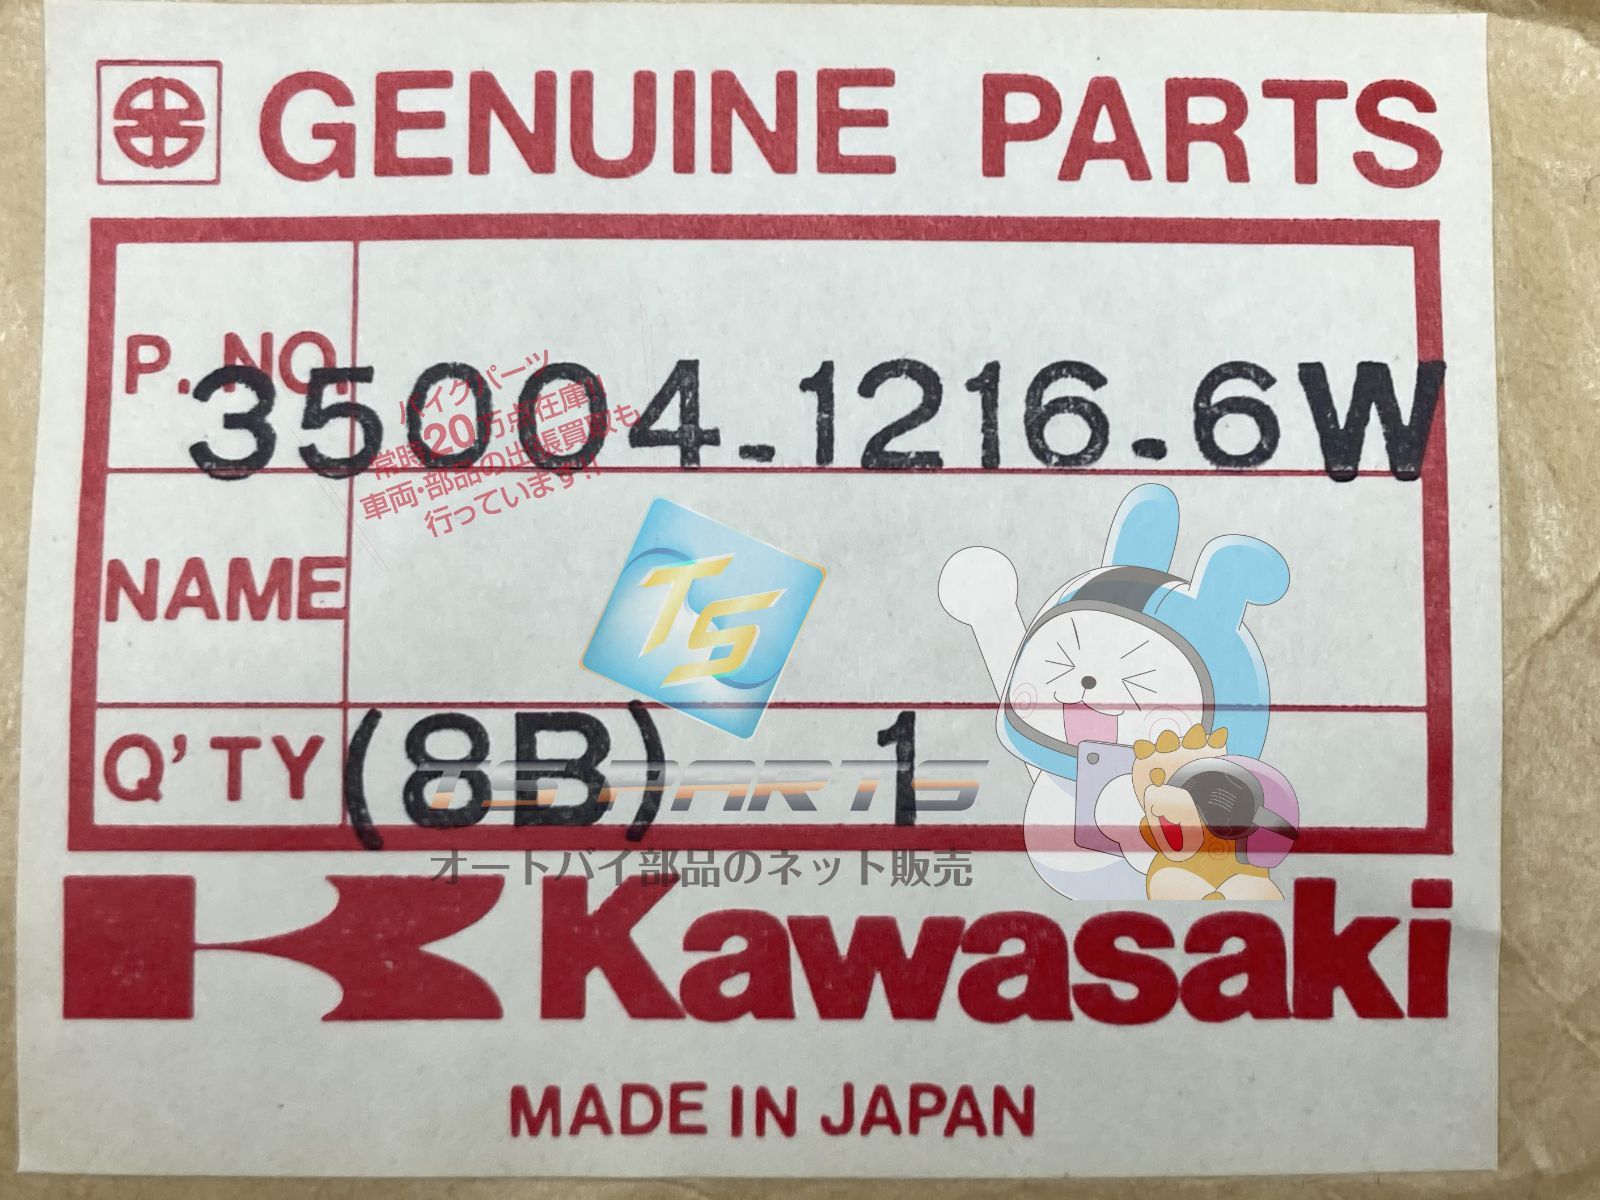 GENUINE PARTS
P. NO. 35004-1216-6W
バイクパーツ
常時20万点在庫!!
車両・部品の出張買取も
行っています!!
NAME
TS
Q'TY (8B) 1
TS PARTS
オートバイ部品のネット販売
Kawasaki
MADE IN JAPAN